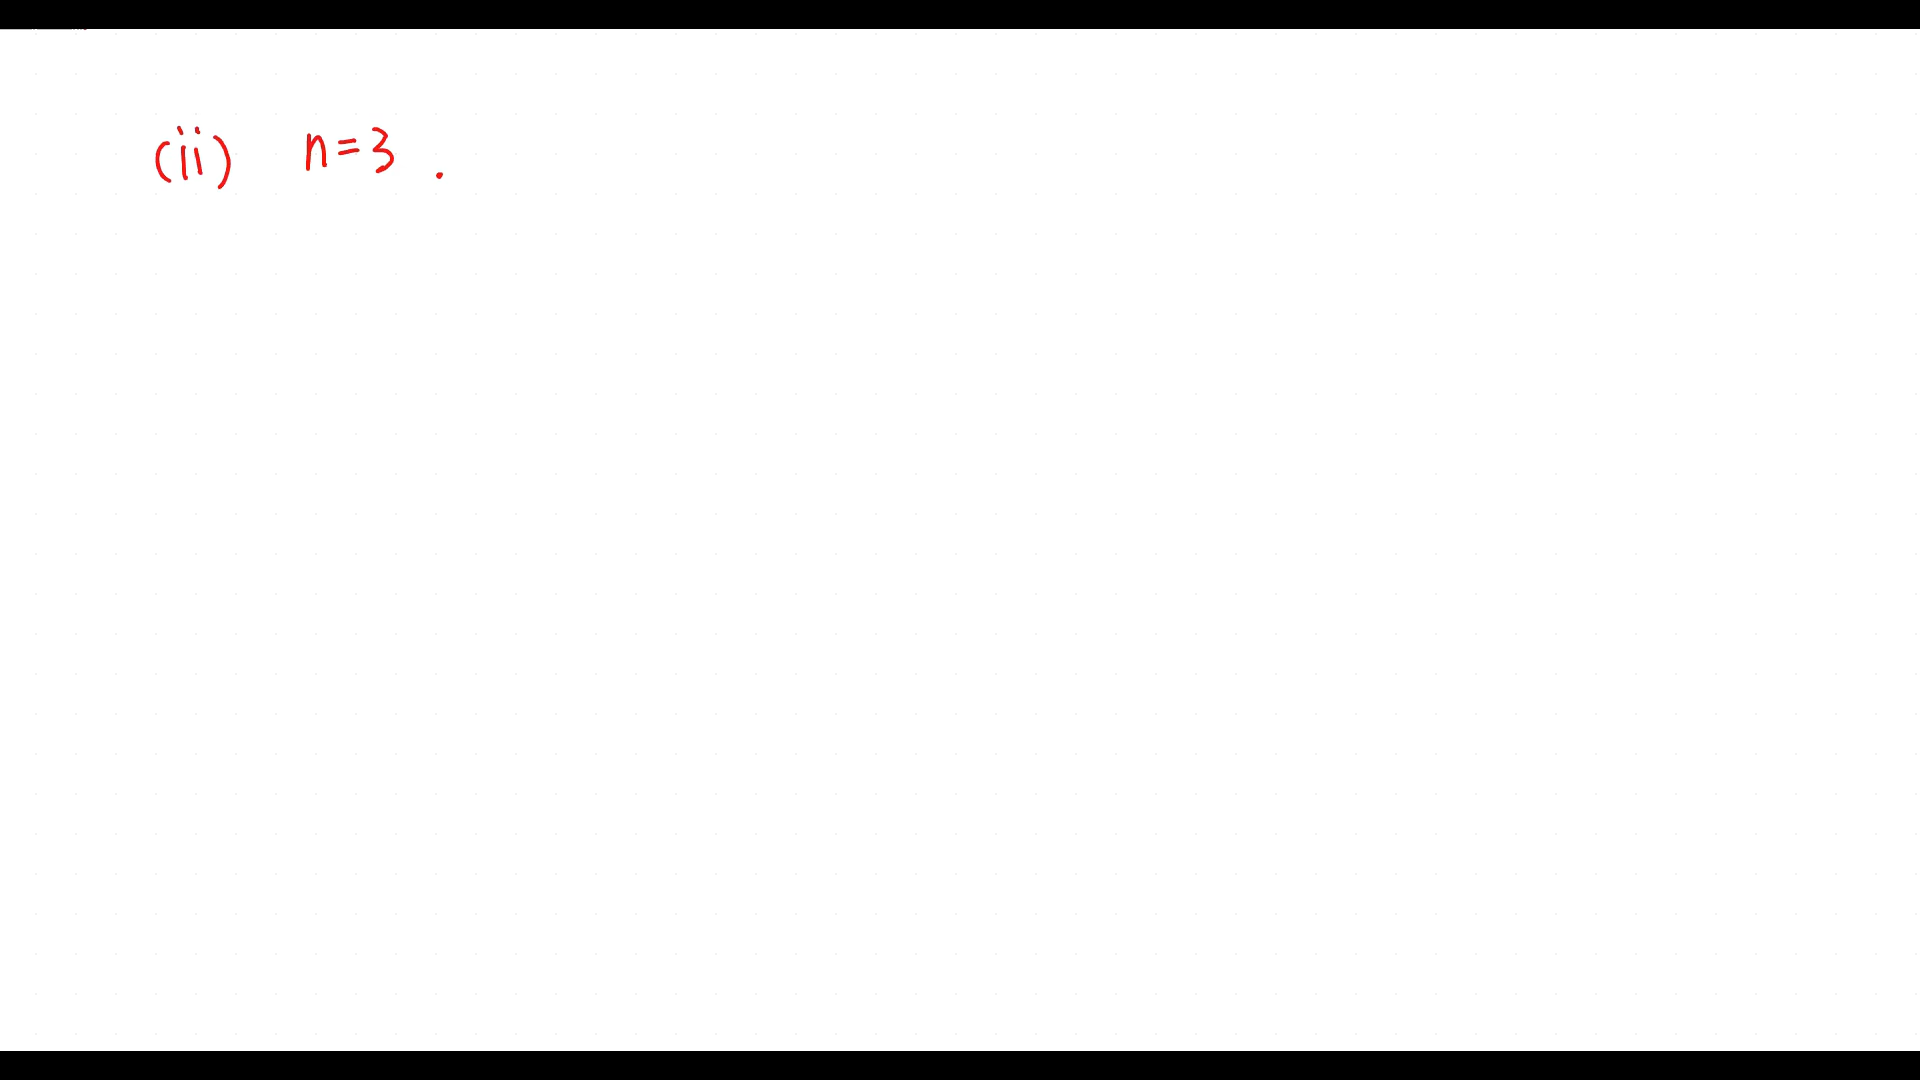 (ii) n=3 .